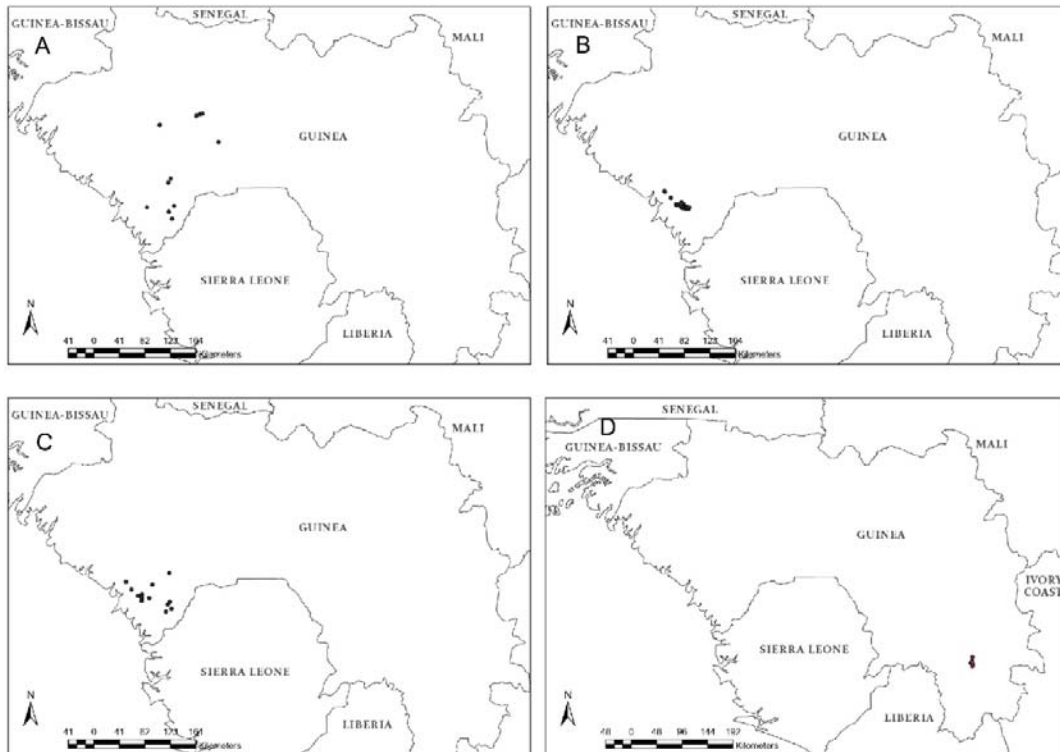 SENEGAL
GUINEA-BISSAU
A
MALI
GUINEA
SIERRA LEONE
N
LIBERIA
41 0 41 82 123 164
Kilometers
SENEGAL
GUINEA-BISSAU
B
MALI
GUINEA
SIERRA LEONE
N
LIBERIA
41 0 41 82 123 164
Kilometers
SENEGAL
GUINEA-BISSAU
C
MALI
GUINEA
SIERRA LEONE
N
LIBERIA
41 0 41 82 123 164
Kilometers
SENEGAL
D
MALI
GUINEA-BISSAU
GUINEA
IVORY
COAST
SIERRA LEONE
N
LIBERIA
48 0 48 96 144 192
Kilometers